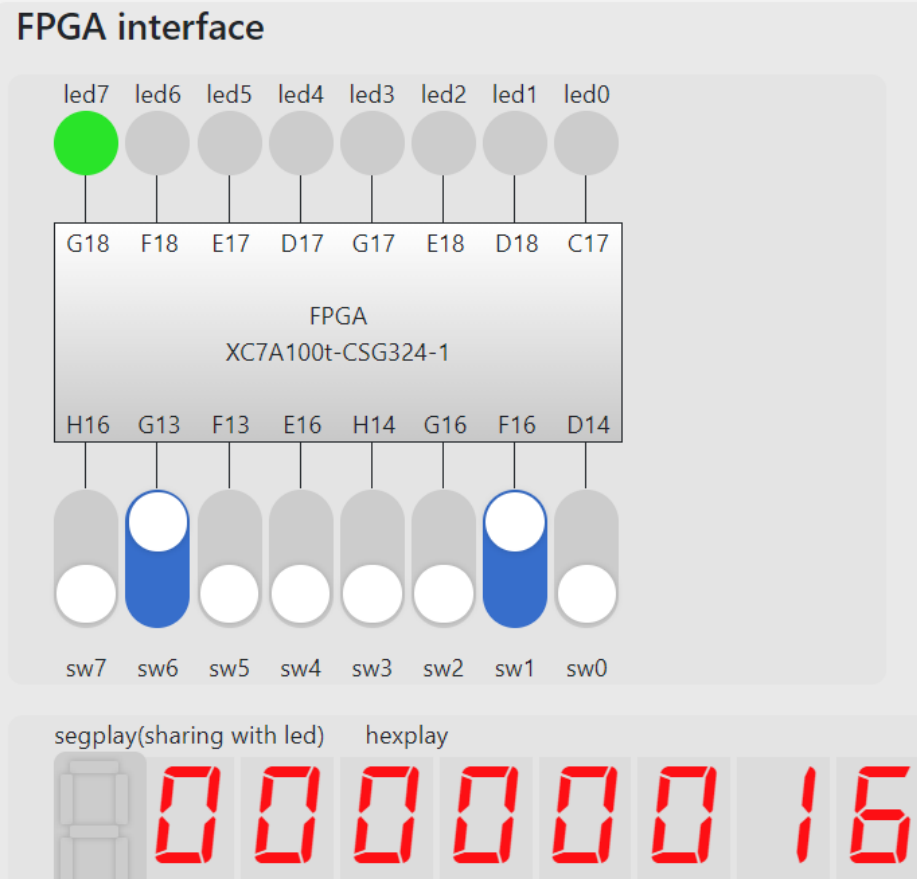 FPGA interface
led7 led6 led5 led4 led3 led2 led1 led0
G18 F18 E17 D17 G17 E18 D18 C17
FPGA
XC7A100t-CSG324-1
H16 G13 F13 E16 H14 G16 F16 D14
sw7 sw6 sw5 sw4 sw3 sw2 sw1 sw0
segplay(sharing with led) hexplay
00000016